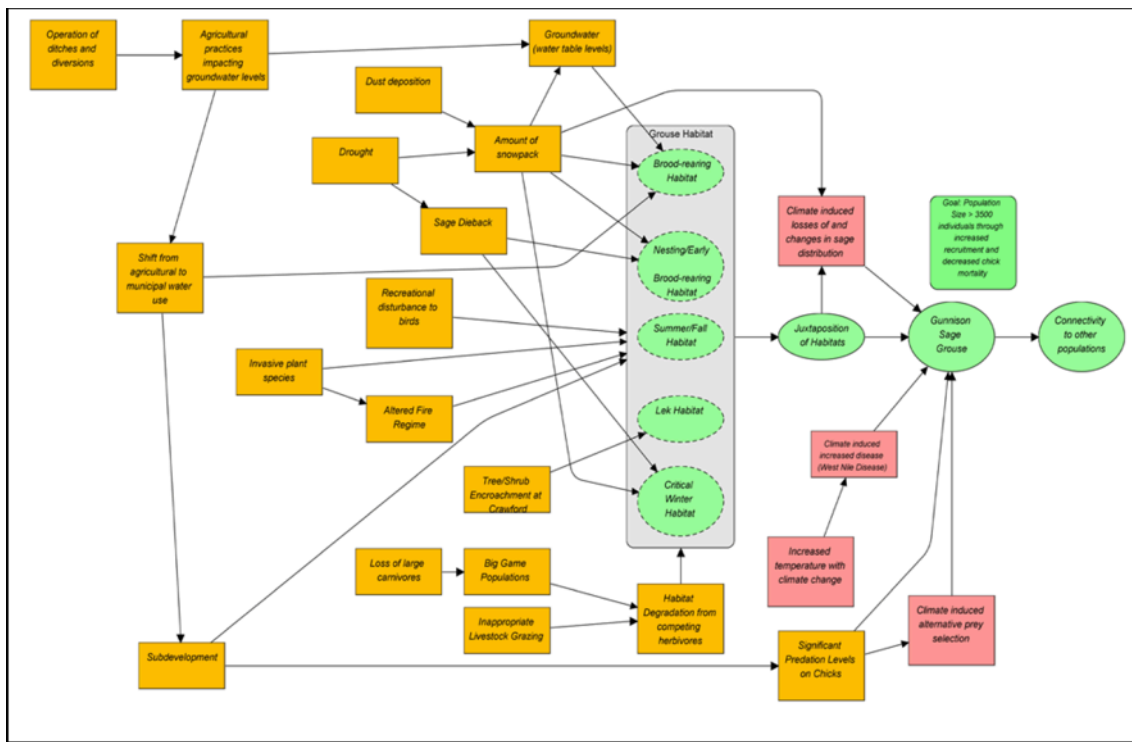 Operation of
ditches and
diversions
Agricultural
practices
impacting
groundwater levels
Groundwater
(water table levels)
Dust deposition
Amount of
snowpack
Drought
Sage Dieback
Grouse Habitat
Brood-rearing
Habitat
Nesting/Early
Brood-rearing
Habitat
Summer/Fall
Habitat
Lek Habitat
Critical
Winter
Habitat
Climate induced
losses of and
changes in sage
distribution
Goal: Population
Size > 3500
individuals through
increased
recruitment and
decreased chick
mortality
Shift from
agricultural to
municipal water
use
Recreational
disturbance to
birds
Invasive plant
species
Altered Fire
Regime
Juxtaposition
of Habitats
Gunnison
Sage
Grouse
Connectivity
to other
populations
Climate induced
increased disease
(West Nile Disease)
Tree/Shrub
Encroachment at
Crawford
Increased
temperature with
climate change
Loss of large
carnivores
Big Game
Populations
Inappropriate
Livestock Grazing
Habitat
Degradation from
competing
herbivores
Climate induced
alternative prey
selection
Subdevelopment
Significant
Predation Levels
on Chicks